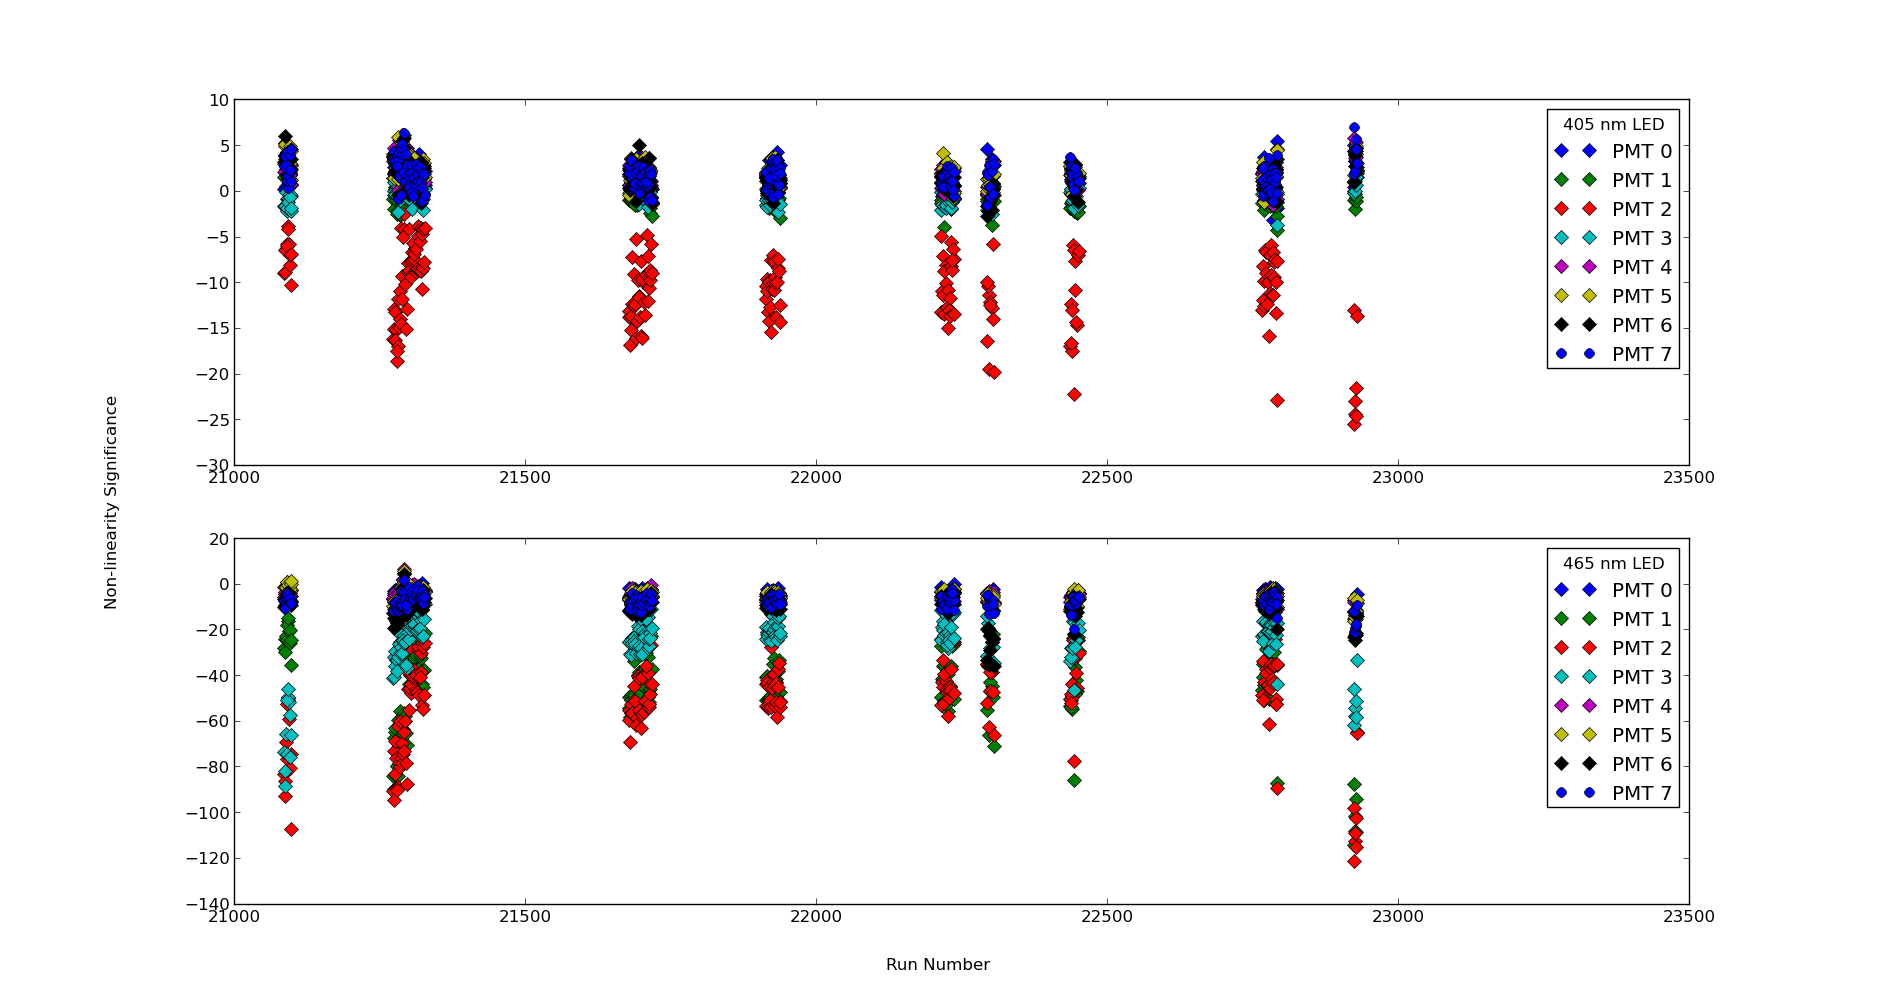 10
5
0
−5
−10
−15
−20
−25
−30
21000 21500 22000 22500 23000 23500
405 nm LED
PMT 0
PMT 1
PMT 2
PMT 3
PMT 4
PMT 5
PMT 6
PMT 7
Non-linearity Significance
20
0
−20
−40
−60
−80
−100
−120
−140
21000 21500 22000 22500 23000 23500
465 nm LED
PMT 0
PMT 1
PMT 2
PMT 3
PMT 4
PMT 5
PMT 6
PMT 7
Run Number